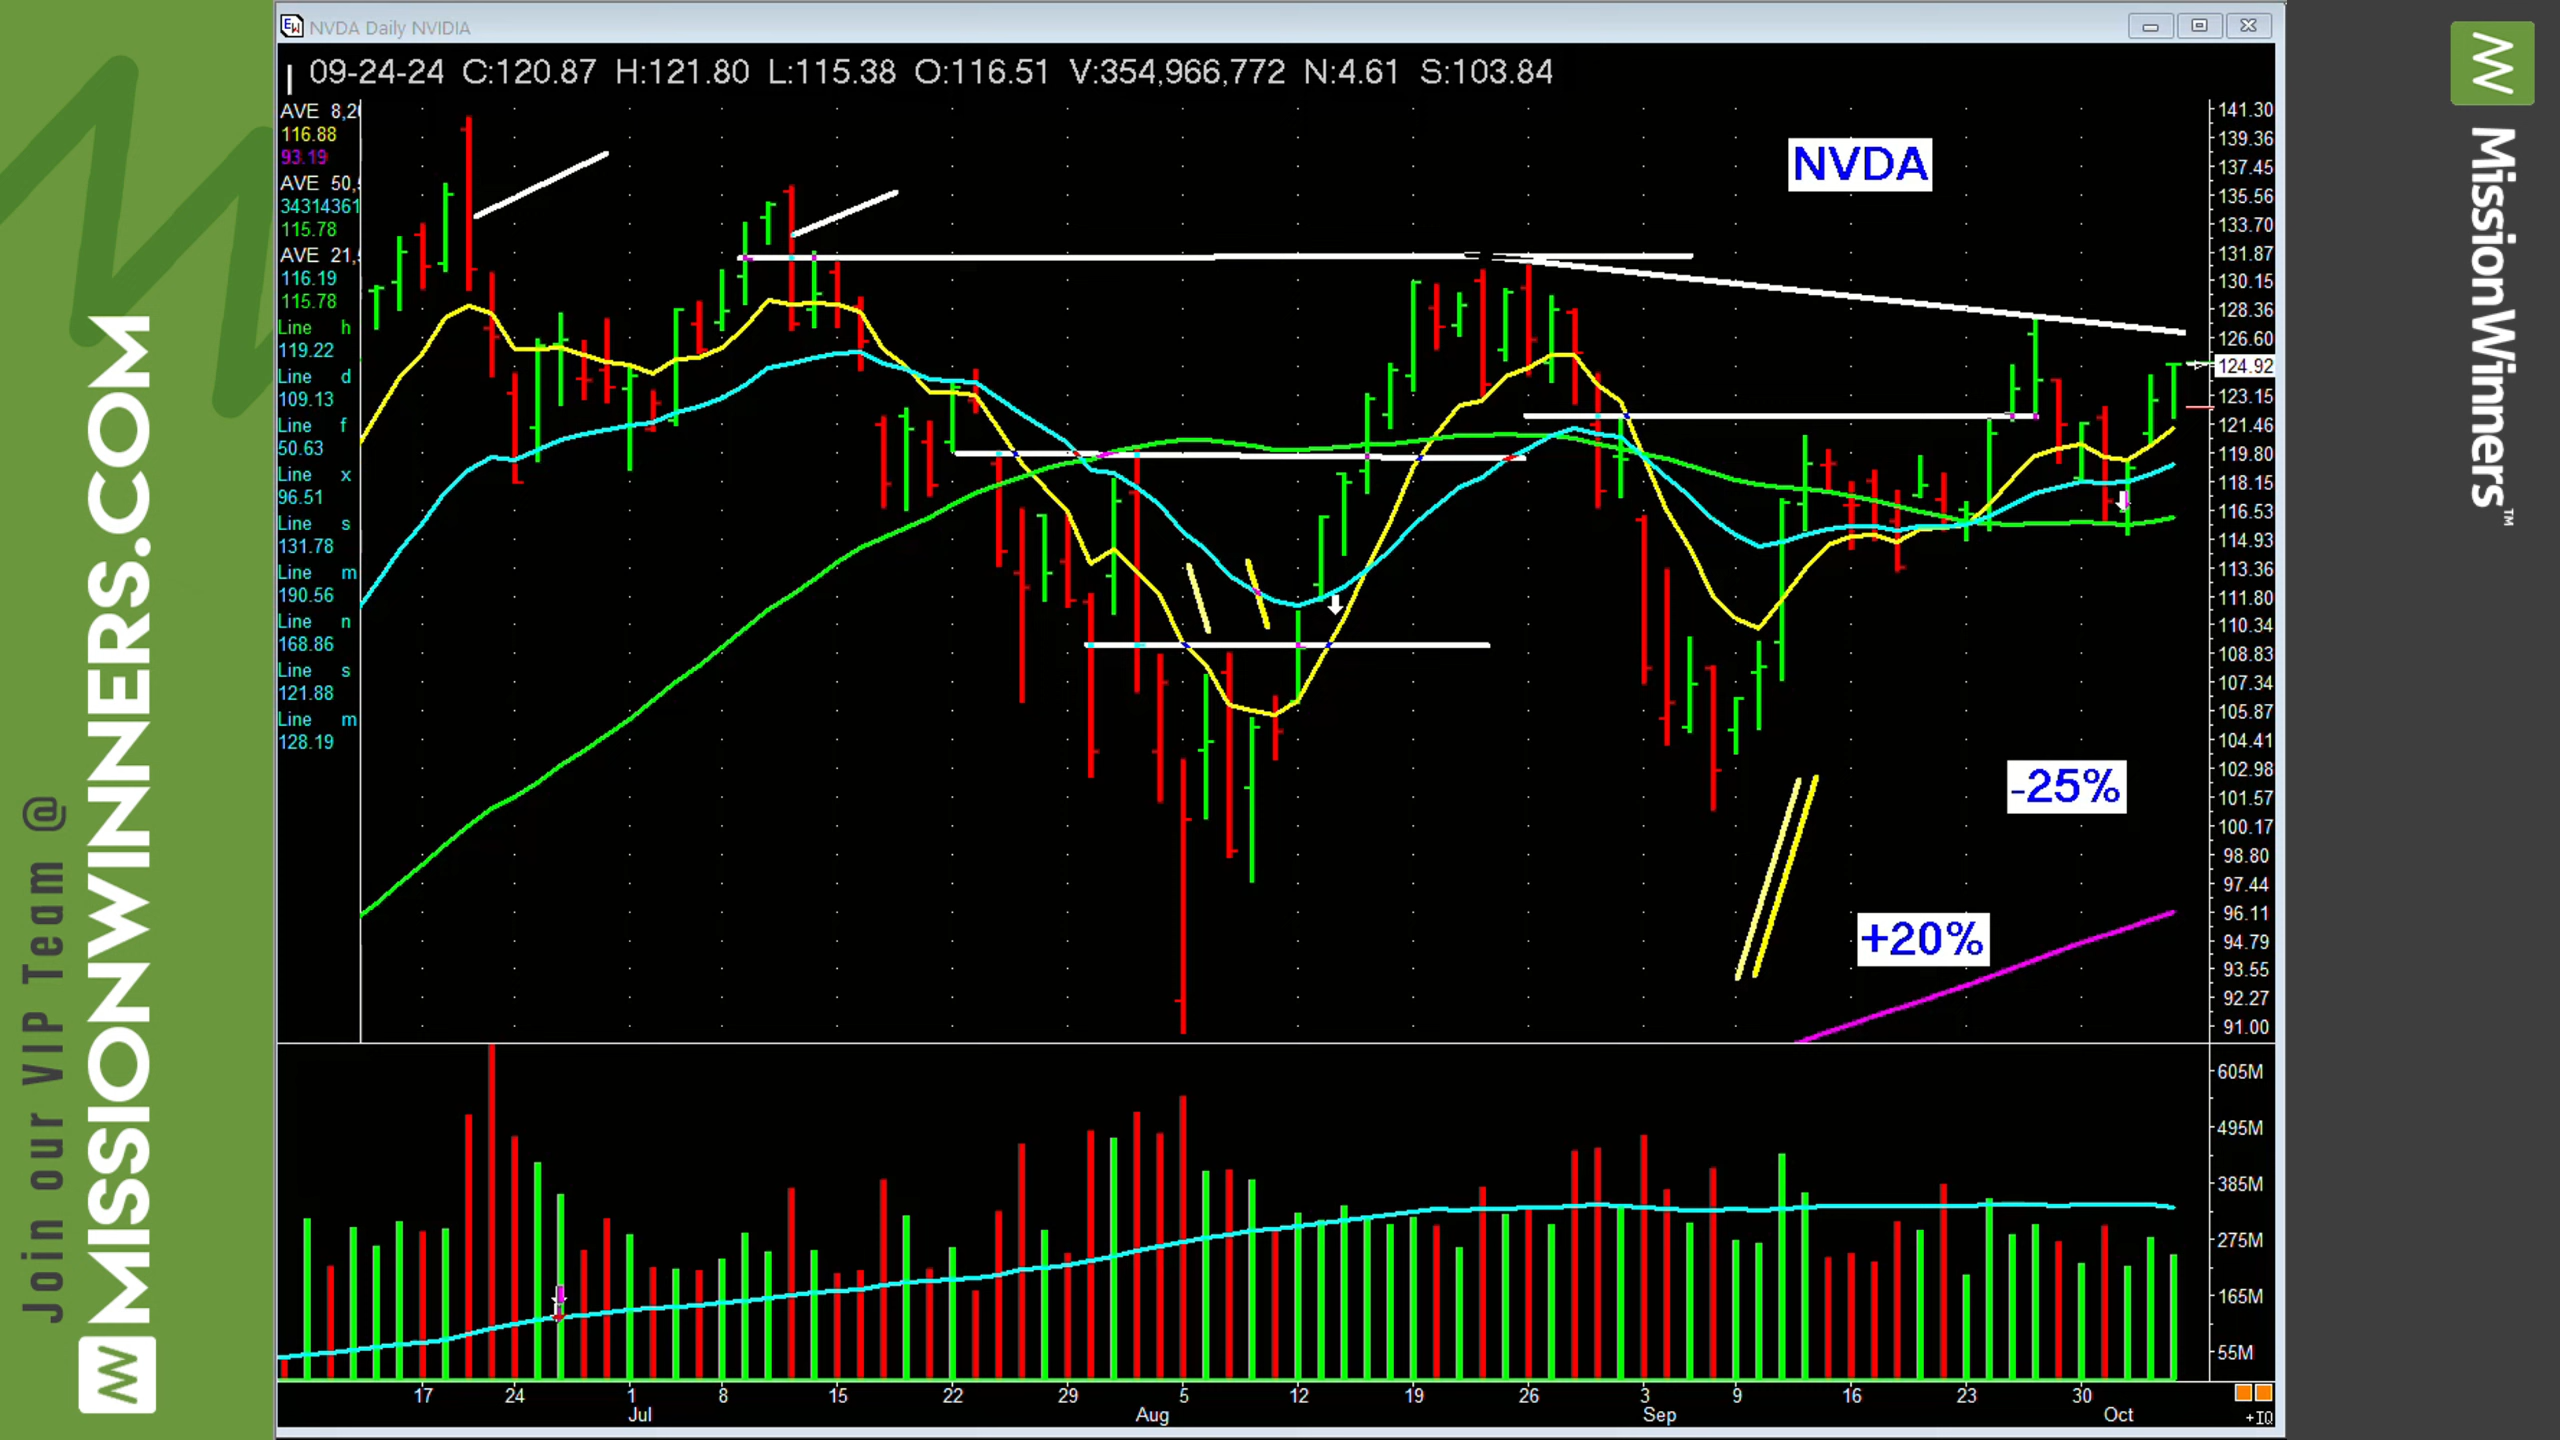 Join our VIP Team @
MISSIONWINNERS.COM
NVDA Daily NVIDIA
09-24-24 C:120.87 H:121.80 L:115.38 O:116.51 V:354,966,772 N:4.61 S:103.84
AVE 8,20
116.88
93.19
AVE 50,5
34314361
115.78
AVE 21,5
116.19
115.78
Line h
119.22
Line d
109.13
Line f
50.63
Line x
96.51
Line s
131.78
Line m
190.56
Line n
168.86
Line s
121.88
Line m
128.19
NVDA
-25%
+20%
141.30
139.36
137.45
135.56
133.70
131.87
130.15
128.36
126.60
124.92
123.15
121.46
119.80
118.15
116.53
114.93
113.36
111.80
110.34
108.83
107.34
105.87
104.41
102.98
101.57
100.17
98.80
97.44
96.11
94.79
93.55
92.27
91.00
605M
495M
385M
275M
165M
55M
17 24 1 8 15 22 29 5 12 19 26 3 9 16 23 30
Jul Aug Sep Oct
+IQ
MissionWinners™